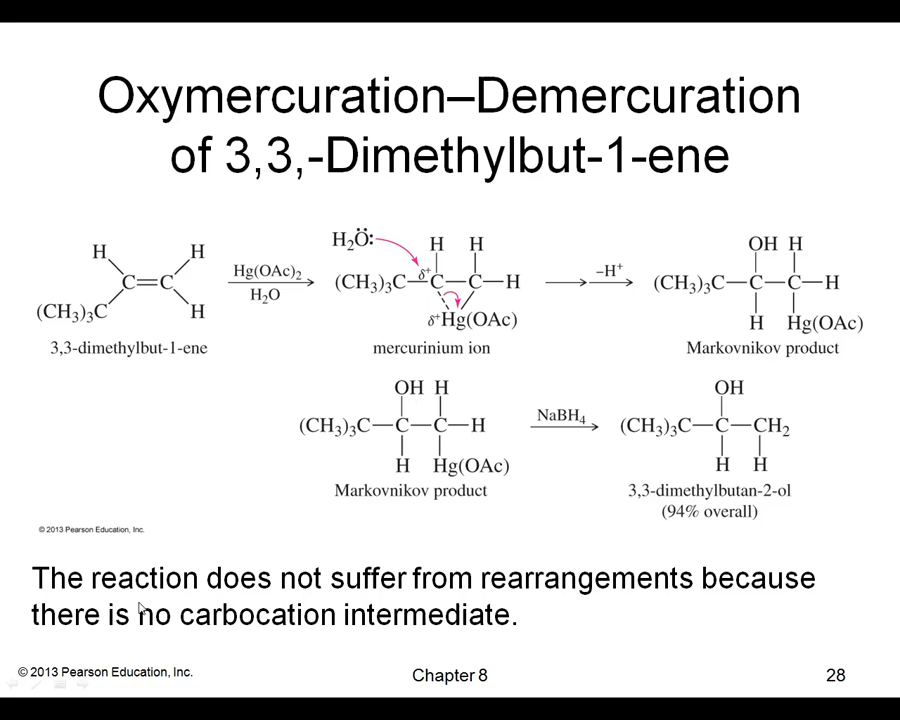 Oxymercuration–Demercuration
of 3,3,-Dimethylbut-1-ene
H H
C=C
(CH₃)₃C H
3,3-dimethylbut-1-ene
Hg(OAc)₂
H₂O
H₂Ö:
H H
(CH₃)₃C—C—C—H
δ⁺
δ⁺Hg(OAc)
mercurinium ion
–H⁺
OH H
(CH₃)₃C—C—C—H
H Hg(OAc)
Markovnikov product
OH H
(CH₃)₃C—C—C—H
H Hg(OAc)
Markovnikov product
NaBH₄
OH
(CH₃)₃C—C—CH₂
H H
3,3-dimethylbutan-2-ol
(94% overall)
© 2013 Pearson Education, Inc.
The reaction does not suffer from rearrangements because
there is no carbocation intermediate.
© 2013 Pearson Education, Inc.
Chapter 8
28